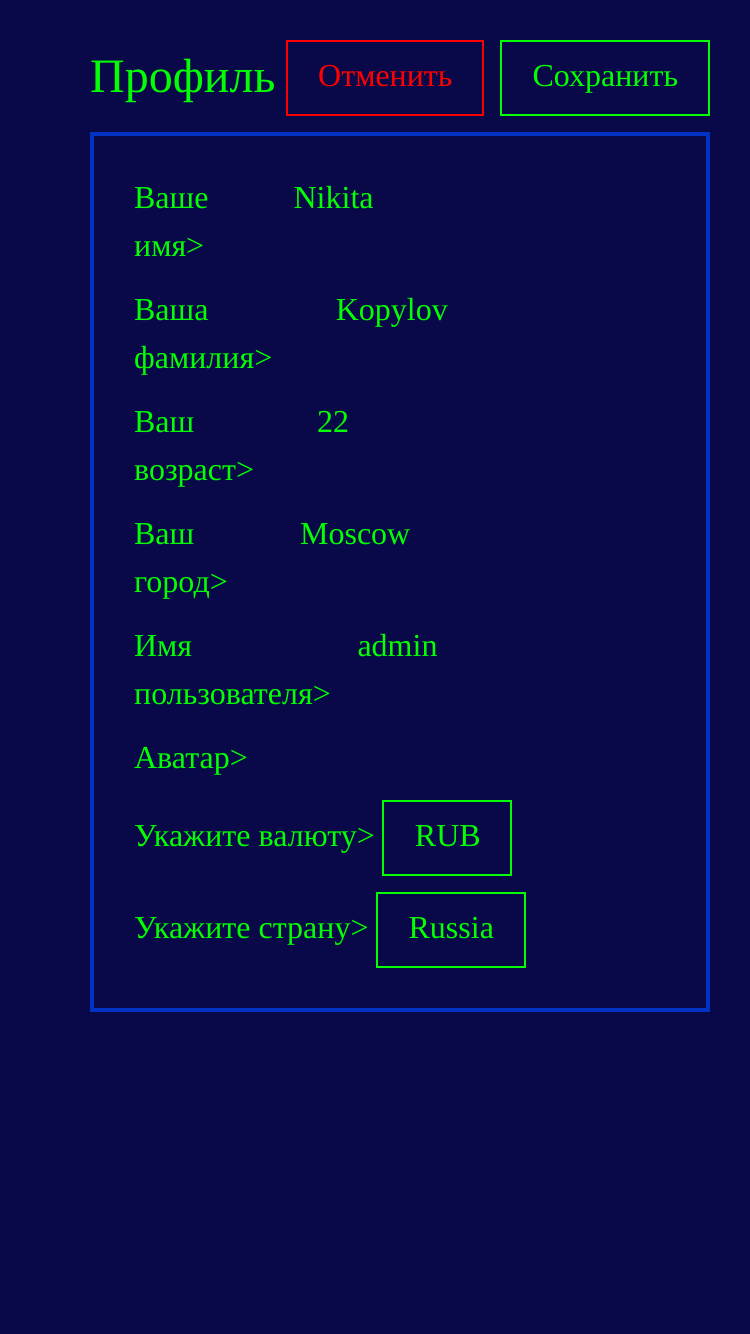 Профиль Отменить Сохранить
Ваше Nikita
имя>
Ваша Kopylov
фамилия>
Ваш 22
возраст>
Ваш Moscow
город>
Имя admin
пользователя>
Аватар>
Укажите валюту> RUB
Укажите страну> Russia